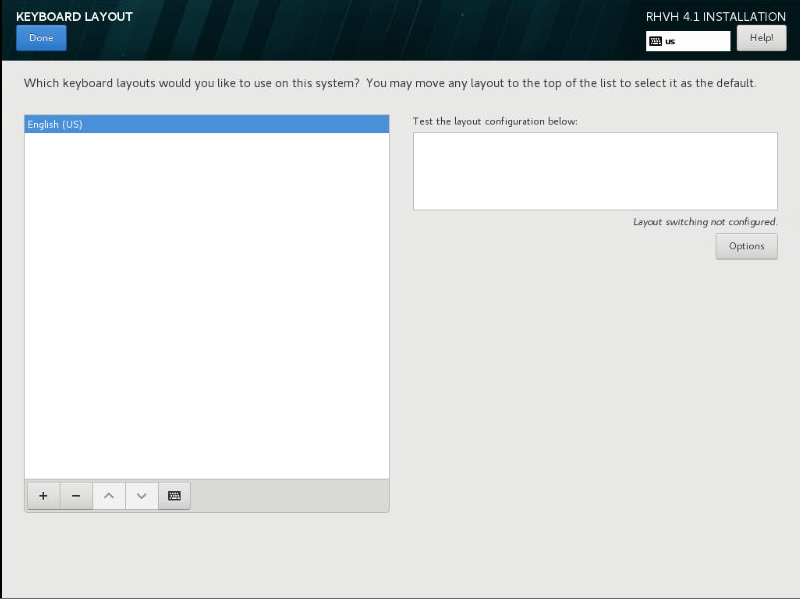 KEYBOARD LAYOUT
RHVH 4.1 INSTALLATION
Done
us
Help!
Which keyboard layouts would you like to use on this system?  You may move any layout to the top of the list to select it as the default.
English (US)
Test the layout configuration below:
Layout switching not configured.
Options